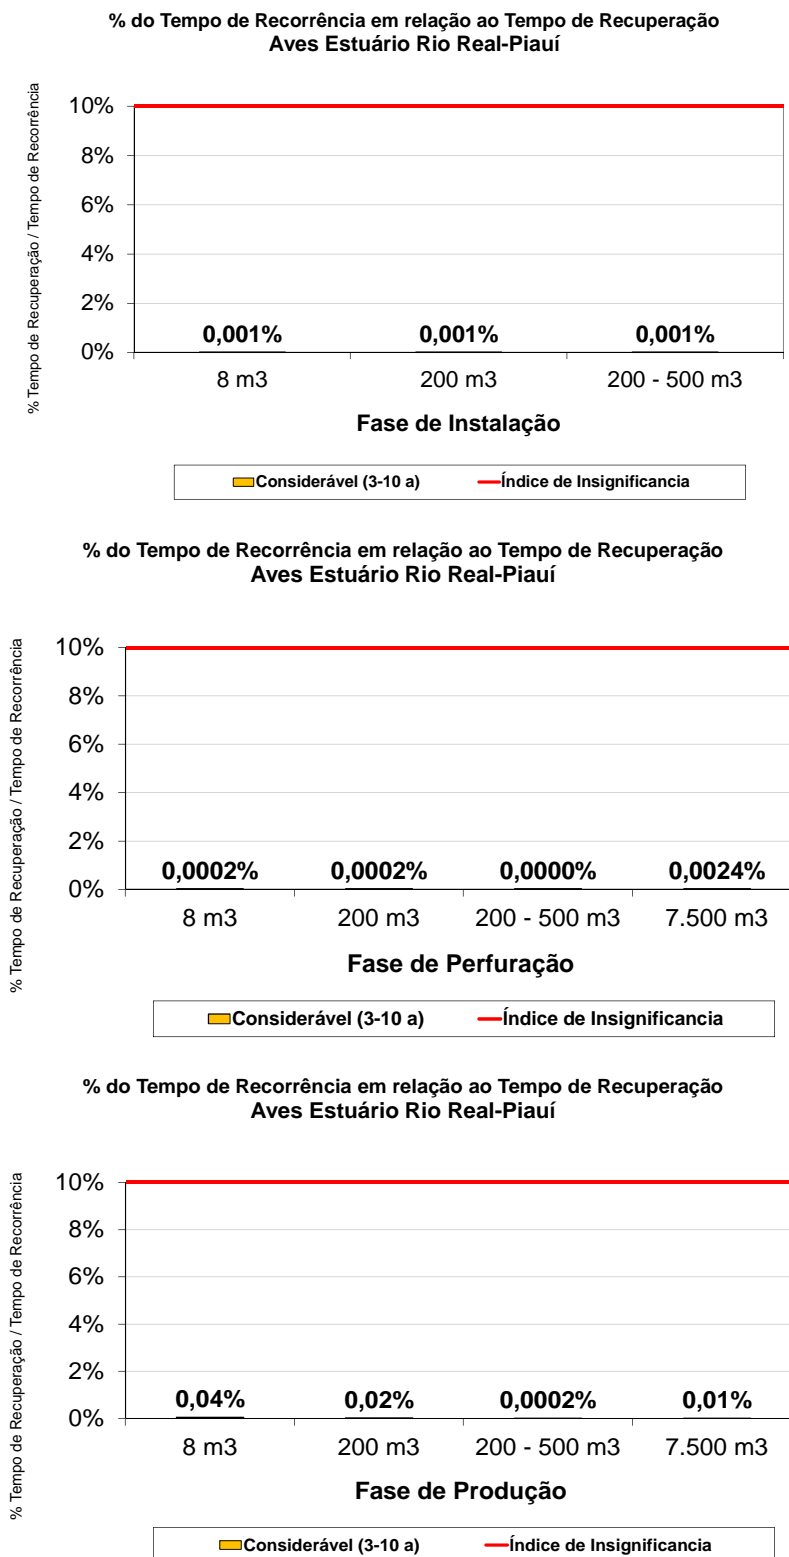 % do Tempo de Recorrência em relação ao Tempo de Recuperação
Aves Estuário Rio Real-Piauí
% Tempo de Recuperação / Tempo de Recorrência
10%
8%
6%
4%
2%
0%
0,001% 0,001% 0,001%
8 m3 200 m3 200 - 500 m3
Fase de Instalação
Considerável (3-10 a) Índice de Insignificancia
% do Tempo de Recorrência em relação ao Tempo de Recuperação
Aves Estuário Rio Real-Piauí
% Tempo de Recuperação / Tempo de Recorrência
10%
8%
6%
4%
2%
0%
0,0002% 0,0002% 0,0000% 0,0024%
8 m3 200 m3 200 - 500 m3 7.500 m3
Fase de Perfuração
Considerável (3-10 a) Índice de Insignificancia
% do Tempo de Recorrência em relação ao Tempo de Recuperação
Aves Estuário Rio Real-Piauí
% Tempo de Recuperação / Tempo de Recorrência
10%
8%
6%
4%
2%
0%
0,04% 0,02% 0,0002% 0,01%
8 m3 200 m3 200 - 500 m3 7.500 m3
Fase de Produção
Considerável (3-10 a) Índice de Insignificancia